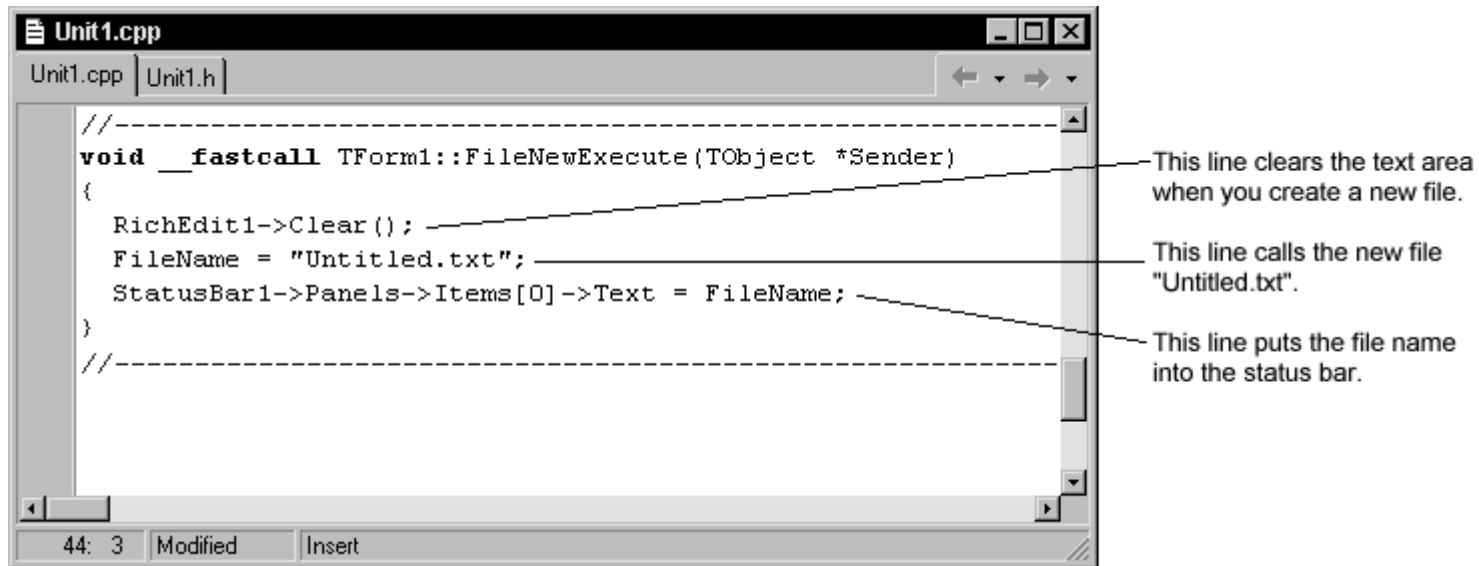 Unit1.cpp
Unit1.cpp Unit1.h
//------------------------------------------------------------
void __fastcall TForm1::FileNewExecute(TObject *Sender)
{
RichEdit1->Clear();
FileName = "Untitled.txt";
StatusBar1->Panels->Items[0]->Text = FileName;
}
//------------------------------------------------------------
44: 3 Modified Insert
This line clears the text area
when you create a new file.
This line calls the new file
"Untitled.txt".
This line puts the file name
into the status bar.